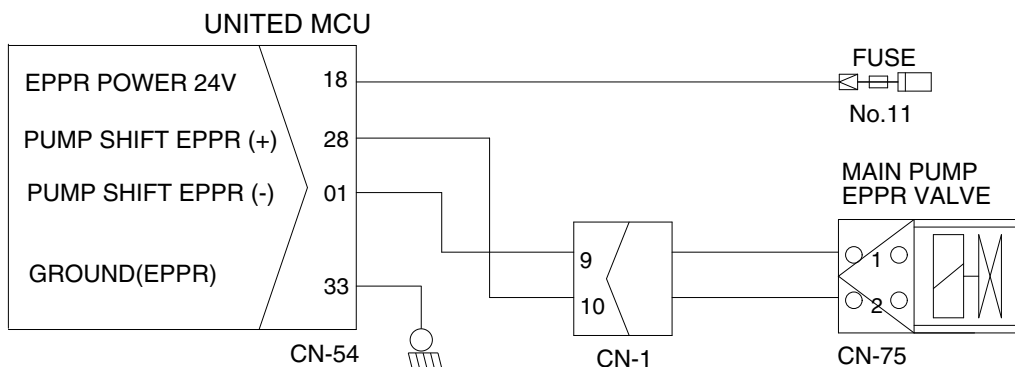 UNITED MCU
EPPR POWER 24V
18
FUSE
No.11
PUMP SHIFT EPPR (+)
28
PUMP SHIFT EPPR (-)
01
MAIN PUMP
EPPR VALVE
9
1
GROUND(EPPR)
33
10
2
CN-54
CN-1
CN-75